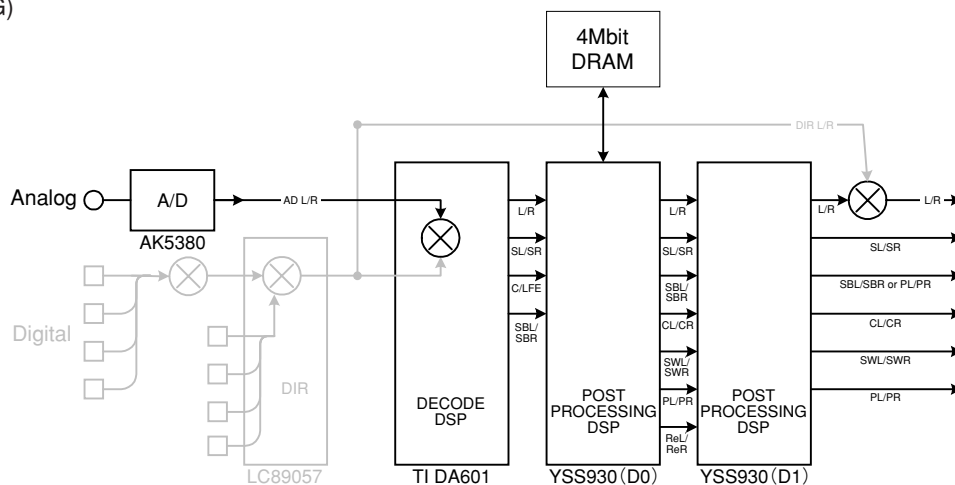 G)
4Mbit
DRAM
DIR L/R
Analog
A/D
AD L/R
AK5380
L/R
L/R
L/R
L/R
SL/SR
SL/SR
SL/SR
C/LFE
SBL/
SBR
SBL/SBR or PL/PR
Digital
SBL/
SBR
CL/CR
CL/CR
SWL/
SWR
SWL/SWR
DIR
PL/PR
PL/PR
DECODE
DSP
POST
PROCESSING
DSP
POST
PROCESSING
DSP
ReL/
ReR
LC89057
TI DA601
YSS930(D0)
YSS930(D1)